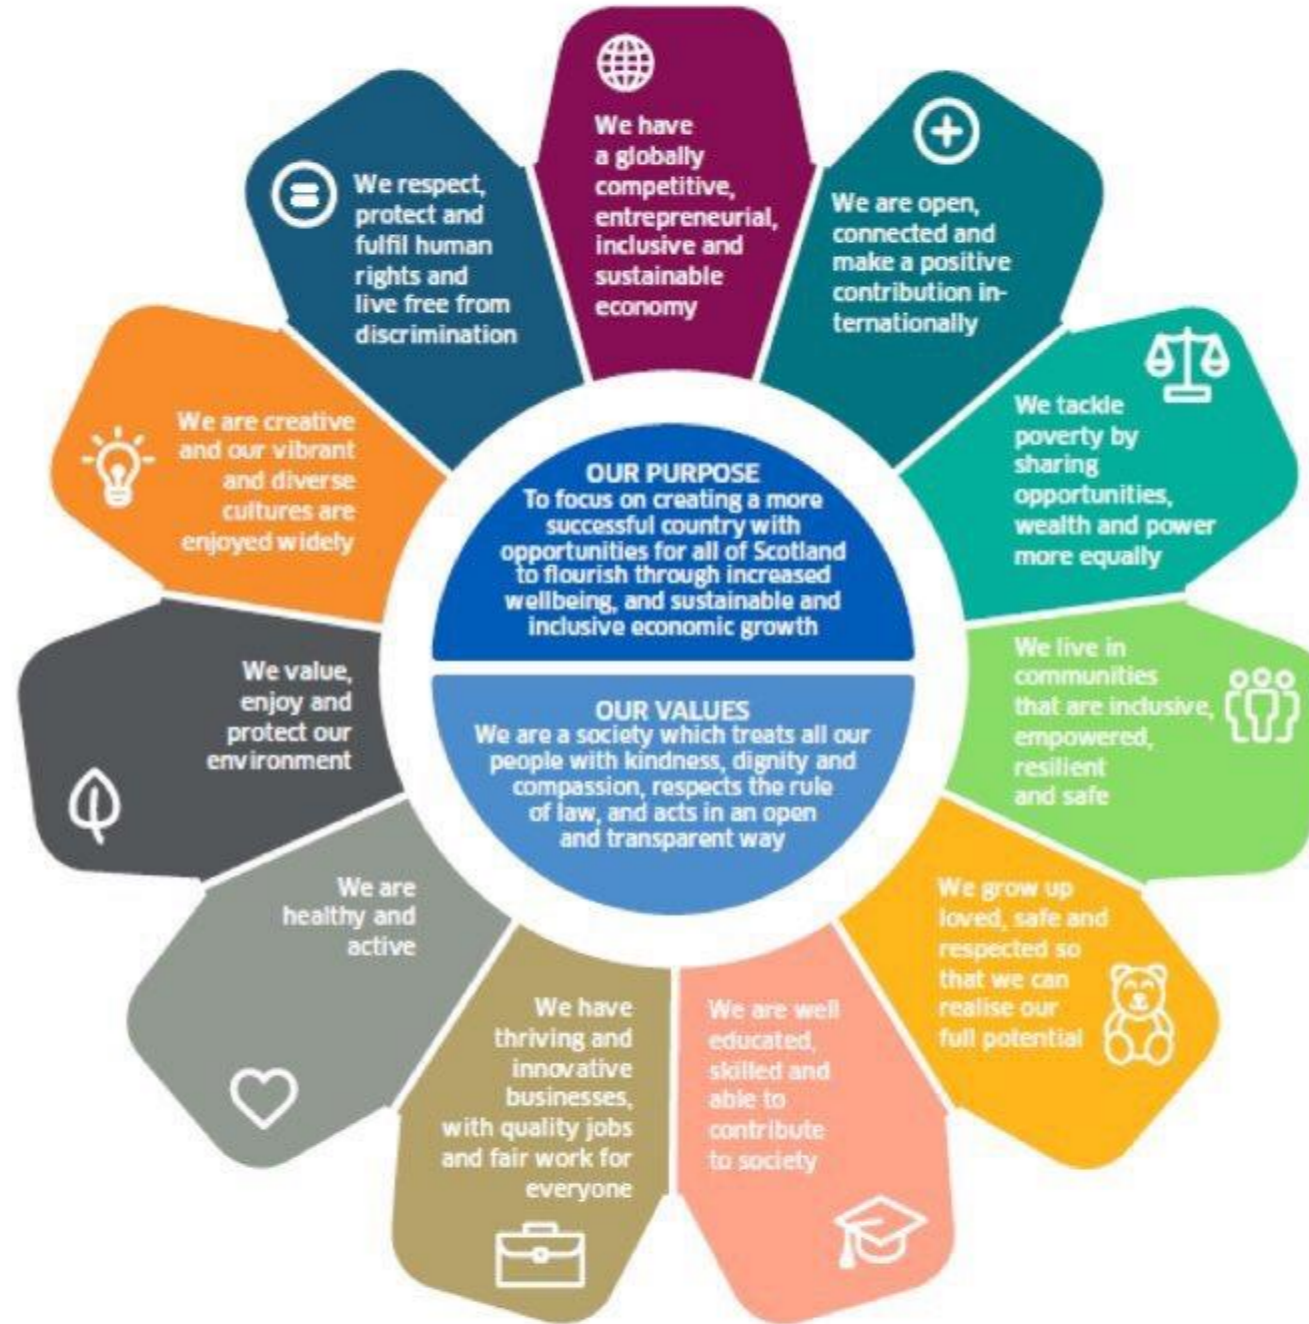 We have
a globally
competitive,
entrepreneurial,
inclusive and
sustainable
economy
We are open,
connected and
make a positive
contribution in-
ternationally
We tackle
poverty by
sharing
opportunities,
wealth and power
more equally
We live in
communities
that are inclusive,
empowered,
resilient
and safe
We grow up
loved, safe and
respected so
that we can
realise our
full potential
We are well
educated,
skilled and
able to
contribute
to society
We have
thriving and
innovative
businesses,
with quality jobs
and fair work for
everyone
We are
healthy and
active
We value,
enjoy and
protect our
environment
We are creative
and our vibrant
and diverse
cultures are
enjoyed widely
We respect,
protect and
fulfil human
rights and
live free from
discrimination
OUR PURPOSE
To focus on creating a more
successful country with
opportunities for all of Scotland
to flourish through increased
wellbeing, and sustainable and
inclusive economic growth
OUR VALUES
We are a society which treats all our
people with kindness, dignity and
compassion, respects the rule
of law, and acts in an open
and transparent way